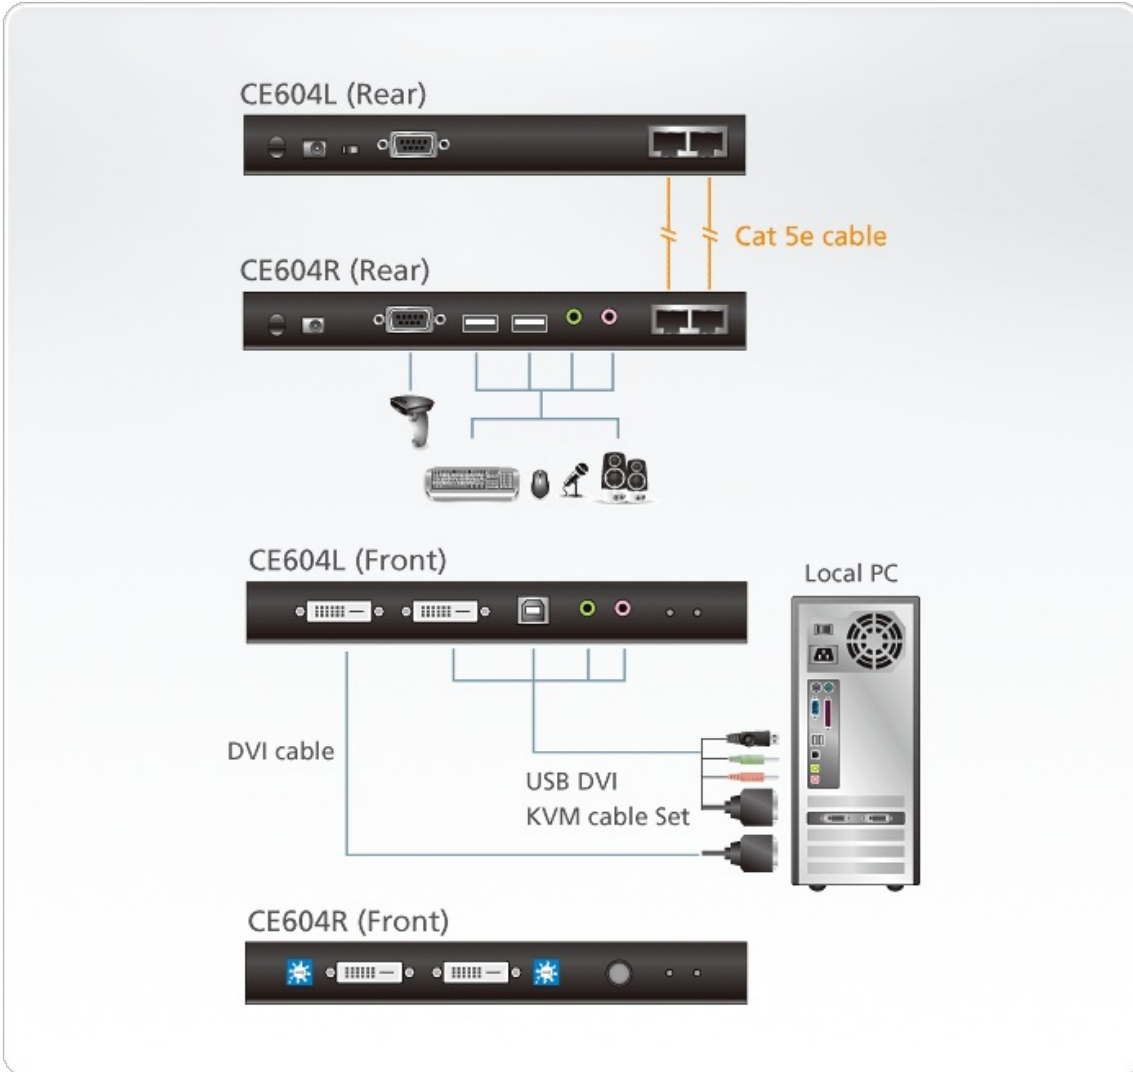 CE604L (Rear)
Cat 5e cable
CE604R (Rear)
CE604L (Front)
Local PC
DVI cable
USB DVI
KVM cable Set
CE604R (Front)